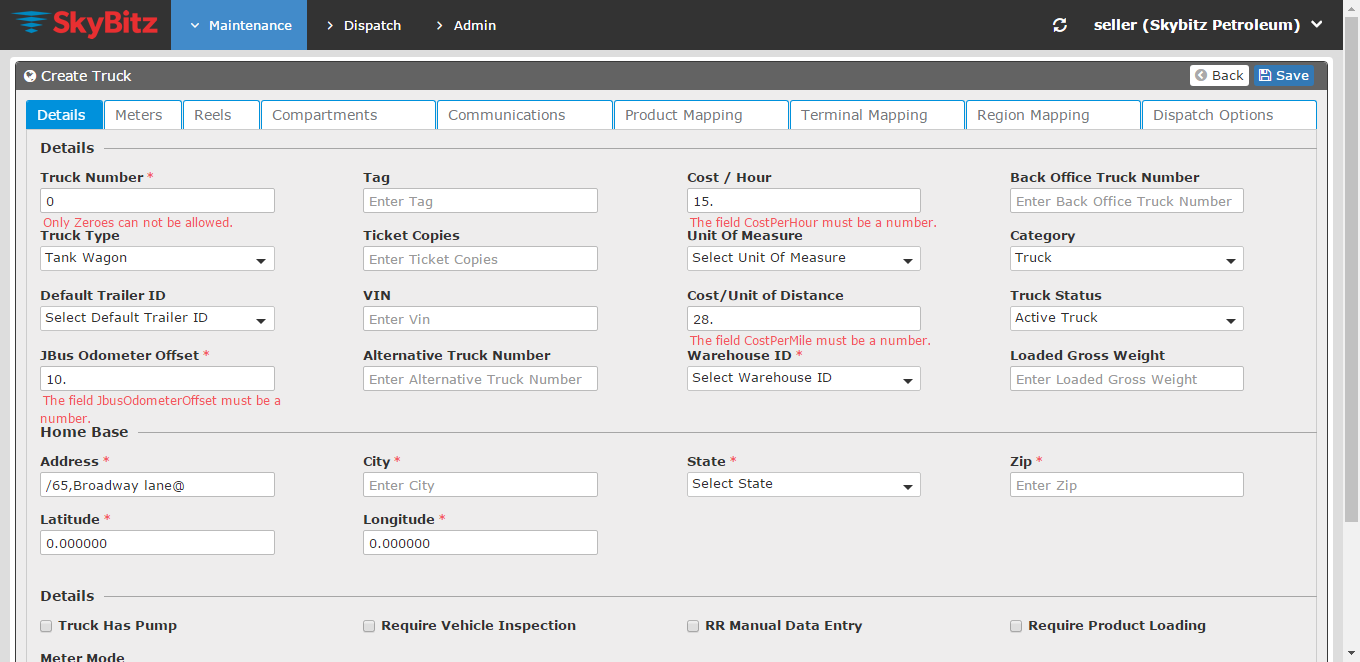 SkyBitz Maintenance Dispatch Admin seller (Skybitz Petroleum)
Create Truck Back Save
Details Meters Reels Compartments Communications Product Mapping Terminal Mapping Region Mapping Dispatch Options
Details
Truck Number * Tag Cost / Hour Back Office Truck Number
0 Enter Tag 15. Enter Back Office Truck Number
Only Zeroes can not be allowed. The field CostPerHour must be a number.
Truck Type Ticket Copies Unit Of Measure Category
Tank Wagon Enter Ticket Copies Select Unit Of Measure Truck
Default Trailer ID VIN Cost/Unit of Distance Truck Status
Select Default Trailer ID Enter Vin 28. Active Truck
The field CostPerMile must be a number.
JBus Odometer Offset * Alternative Truck Number Warehouse ID * Loaded Gross Weight
10. Enter Alternative Truck Number Select Warehouse ID Enter Loaded Gross Weight
The field JbusOdometerOffset must be a
number.
Home Base
Address * City * State * Zip *
/65,Broadway lane@ Enter City Select State Enter Zip
Latitude * Longitude *
0.000000 0.000000
Details
Truck Has Pump Require Vehicle Inspection RR Manual Data Entry Require Product Loading
Meter Mode